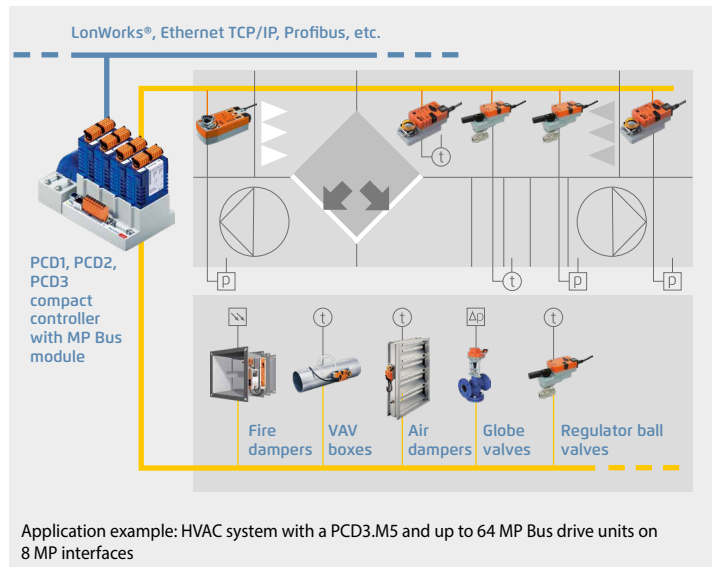 LonWorks®, Ethernet TCP/IP, Profibus, etc.
t
p
t
p
p
PCD1, PCD2,
PCD3
compact
controller
with MP Bus
module
t
t
Δp
t
Fire
dampers
VAV
boxes
Air
dampers
Globe
valves
Regulator ball
valves
Application example: HVAC system with a PCD3.M5 and up to 64 MP Bus drive units on
8 MP interfaces